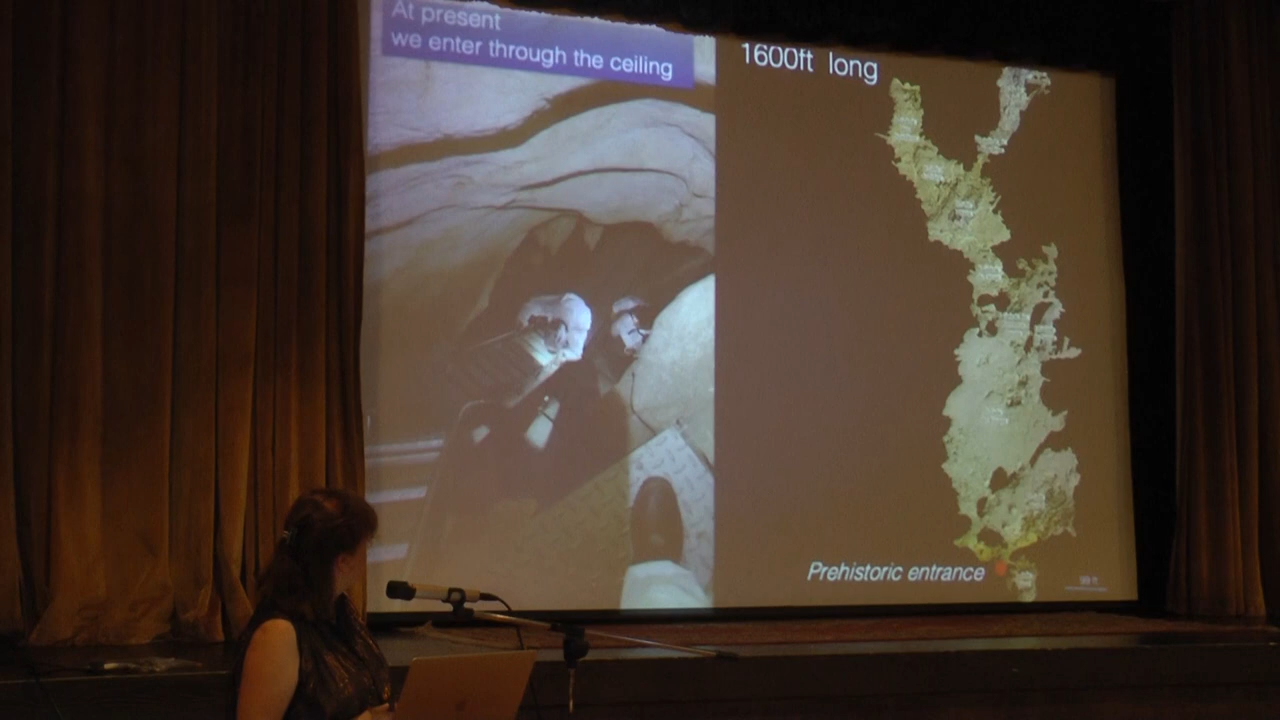 At present
we enter through the ceiling
1600ft long
Prehistoric entrance